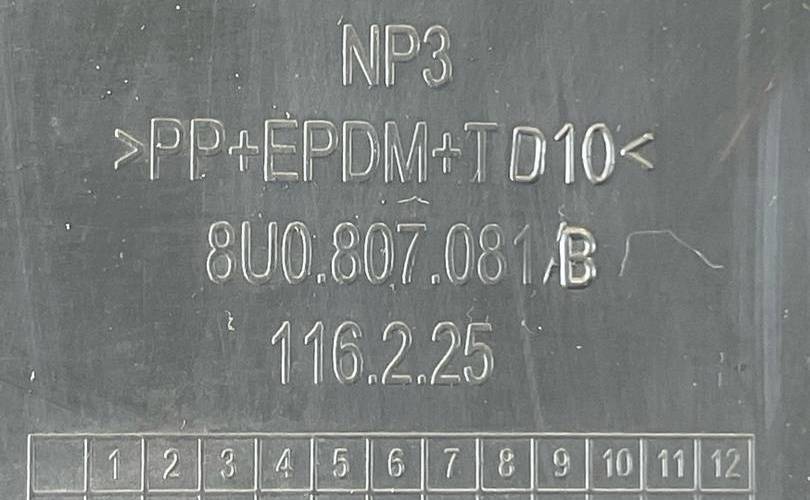 NP3
>PP+EPDM+TD10<
8U0.807.081 B
116.2.25
1 2 3 4 5 6 7 8 9 10 11 12